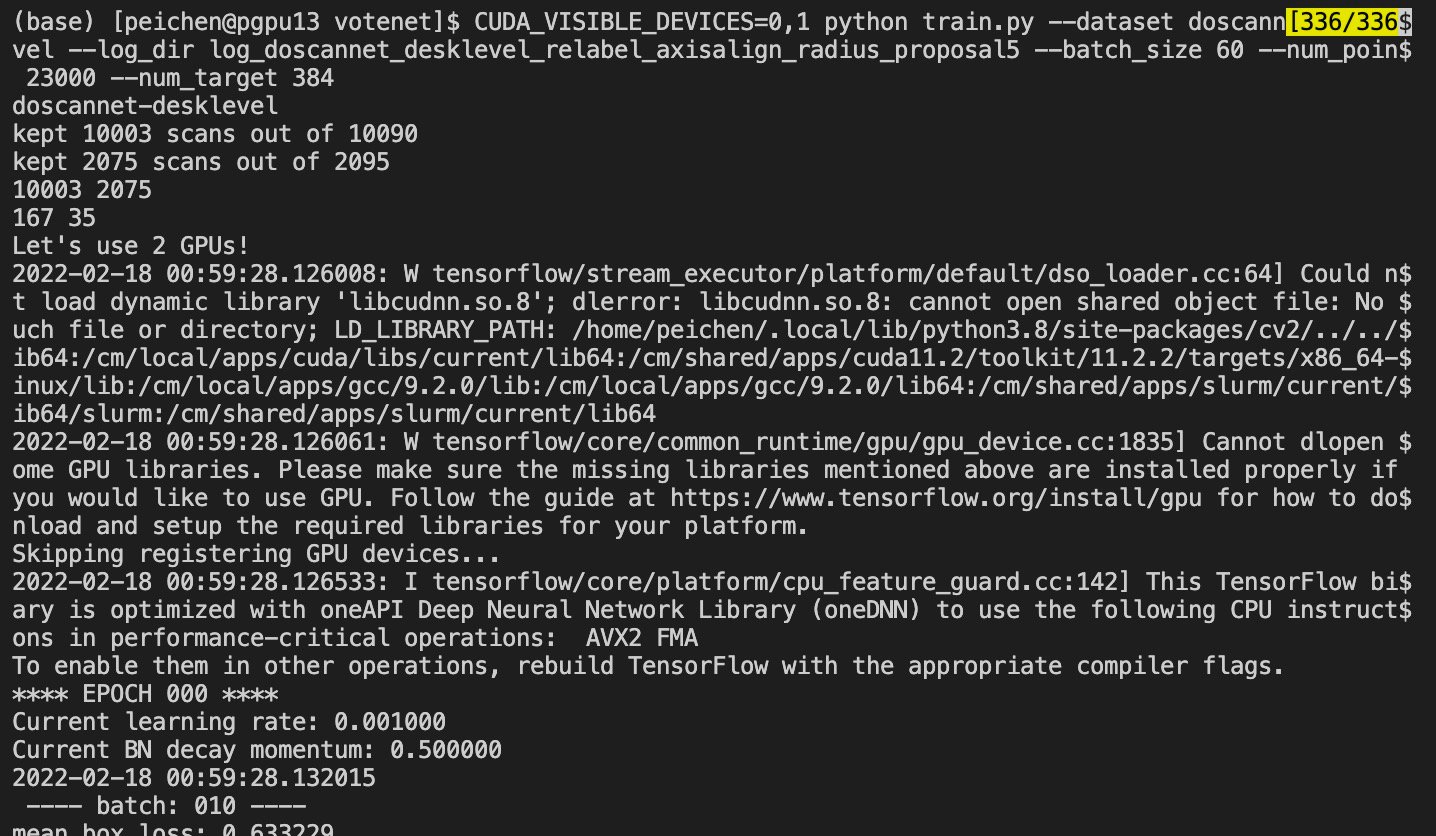 (base) [peichen@pgpu13 votenet]$ CUDA_VISIBLE_DEVICES=0,1 python train.py --dataset doscann[336/336$
vel --log_dir log_doscannet_desklevel_relabel_axisalign_radius_proposal5 --batch_size 60 --num_poin$
 23000 --num_target 384
doscannet-desklevel
kept 10003 scans out of 10090
kept 2075 scans out of 2095
10003 2075
167 35
Let's use 2 GPUs!
2022-02-18 00:59:28.126008: W tensorflow/stream_executor/platform/default/dso_loader.cc:64] Could n$
t load dynamic library 'libcudnn.so.8'; dlerror: libcudnn.so.8: cannot open shared object file: No $
uch file or directory; LD_LIBRARY_PATH: /home/peichen/.local/lib/python3.8/site-packages/cv2/../../$
ib64:/cm/local/apps/cuda/libs/current/lib64:/cm/shared/apps/cuda11.2/toolkit/11.2.2/targets/x86_64-$
inux/lib:/cm/local/apps/gcc/9.2.0/lib:/cm/local/apps/gcc/9.2.0/lib64:/cm/shared/apps/slurm/current/$
ib64/slurm:/cm/shared/apps/slurm/current/lib64
2022-02-18 00:59:28.126061: W tensorflow/core/common_runtime/gpu/gpu_device.cc:1835] Cannot dlopen $
ome GPU libraries. Please make sure the missing libraries mentioned above are installed properly if
you would like to use GPU. Follow the guide at https://www.tensorflow.org/install/gpu for how to do$
nload and setup the required libraries for your platform.
Skipping registering GPU devices...
2022-02-18 00:59:28.126533: I tensorflow/core/platform/cpu_feature_guard.cc:142] This TensorFlow bi$
ary is optimized with oneAPI Deep Neural Network Library (oneDNN) to use the following CPU instruct$
ons in performance-critical operations:  AVX2 FMA
To enable them in other operations, rebuild TensorFlow with the appropriate compiler flags.
**** EPOCH 000 ****
Current learning rate: 0.001000
Current BN decay momentum: 0.500000
2022-02-18 00:59:28.132015
 ---- batch: 010 ----
mean box loss: 0.633229